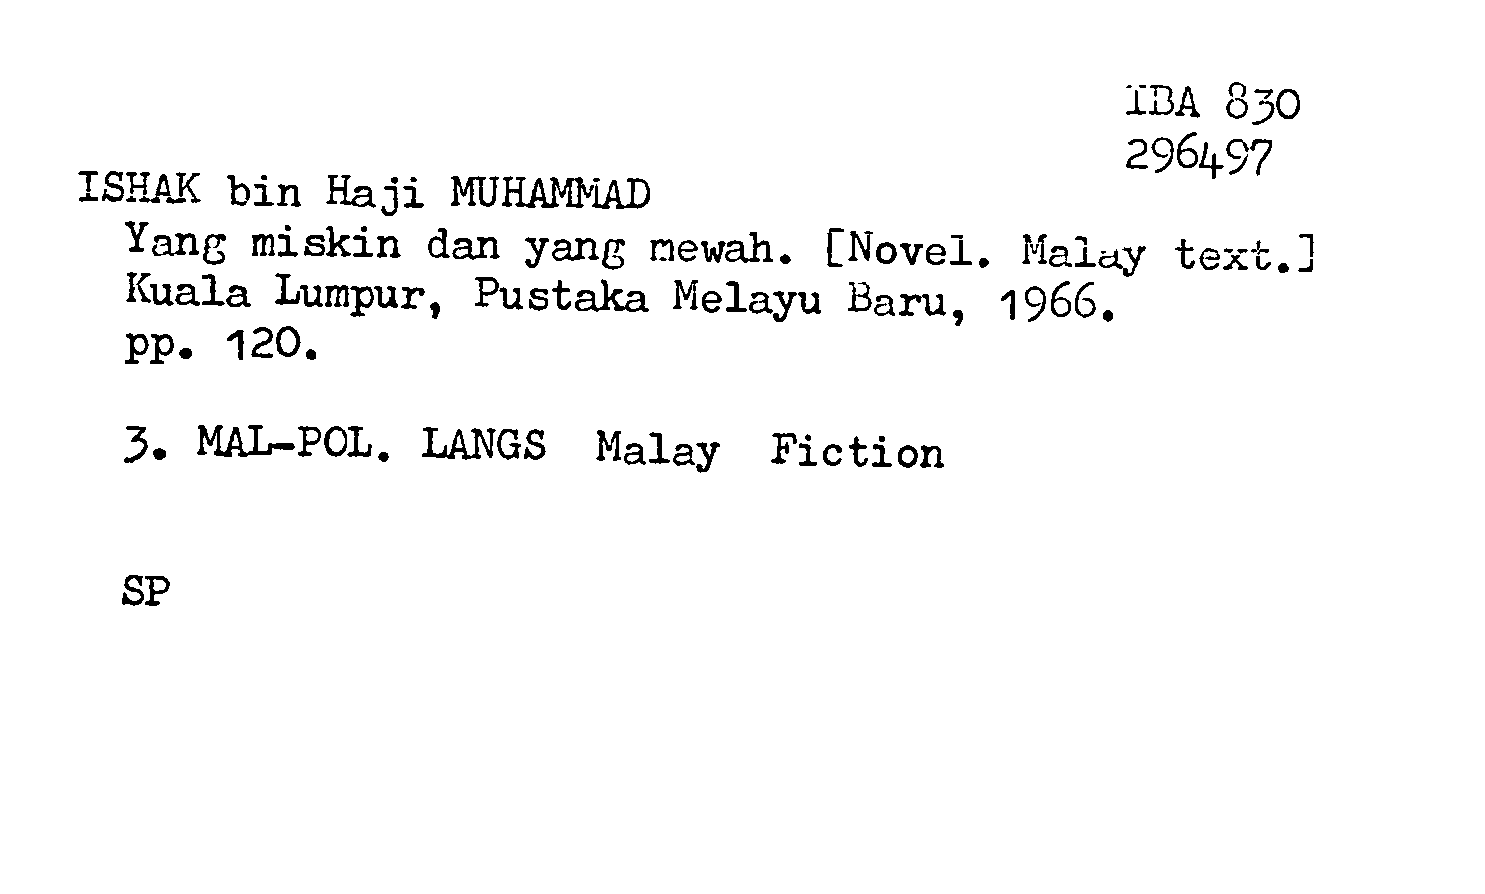 IBA 830
296497
ISHAK bin Haji MUHAMMAD
Yang miskin dan yang mewah. [Novel. Malay text.]
Kuala Lumpur, Pustaka Melayu Baru, 1966.
pp. 120.
3. MAL-POL. LANGS Malay Fiction
SP